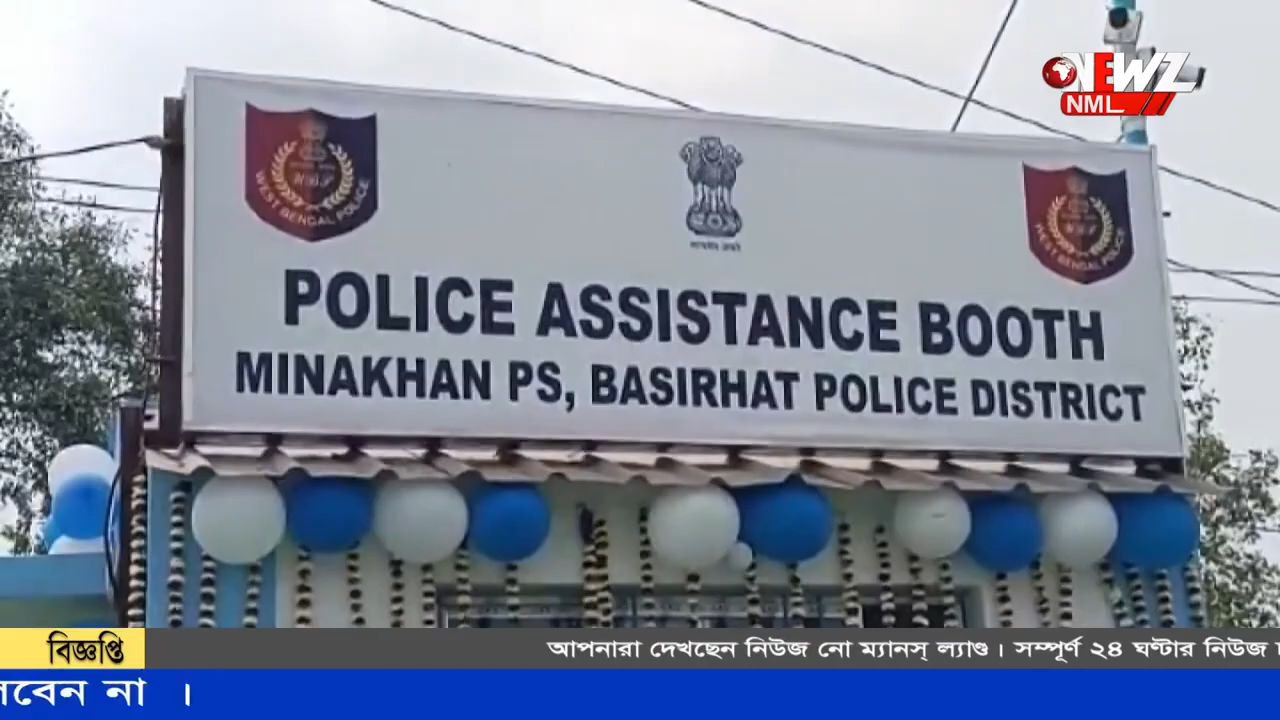 NEWZ
NML
WEST BENGAL POLICE
WEST BENGAL POLICE
POLICE ASSISTANCE BOOTH
MINAKHAN PS, BASIRHAT POLICE DISTRICT
বিজ্ঞপ্তি
আপনারা দেখছেন নিউজ নো ম্যানস্ ল্যাণ্ড। সম্পূর্ণ ২৪ ঘণ্টার নিউজ
না ।